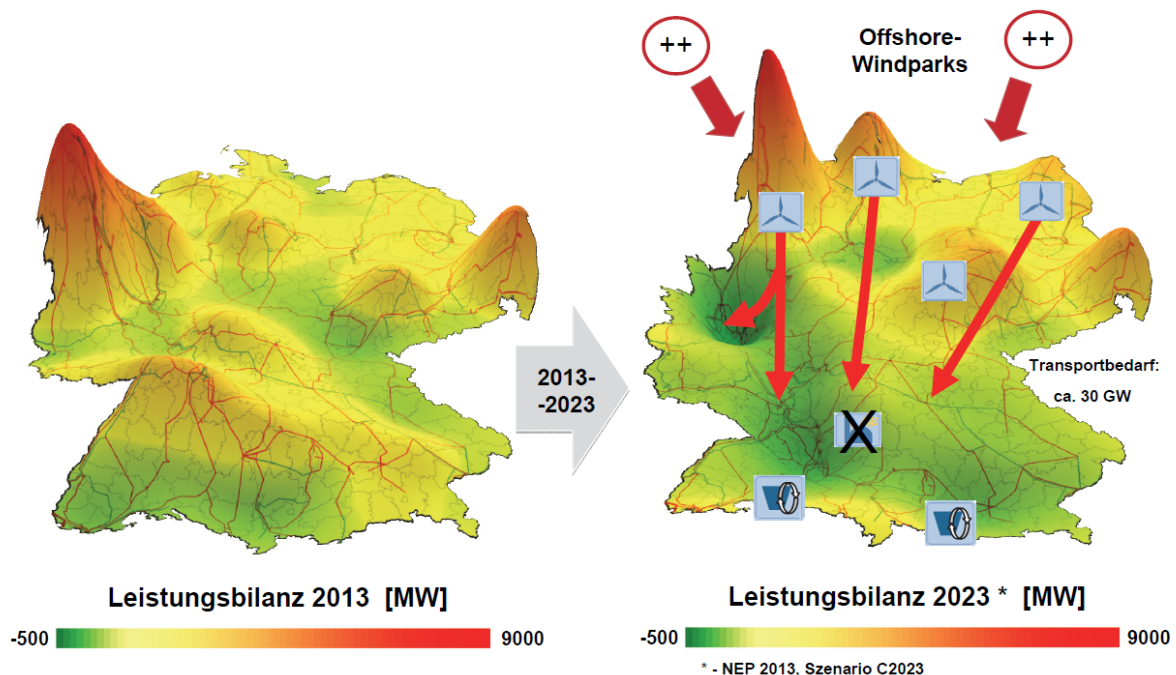 ++
Offshore-
Windparks
++
2013-
-2023
Transportbedarf:
ca. 30 GW
X
Leistungsbilanz 2013 [MW]
-500
9000
Leistungsbilanz 2023 * [MW]
-500
9000
* - NEP 2013, Szenario C2023